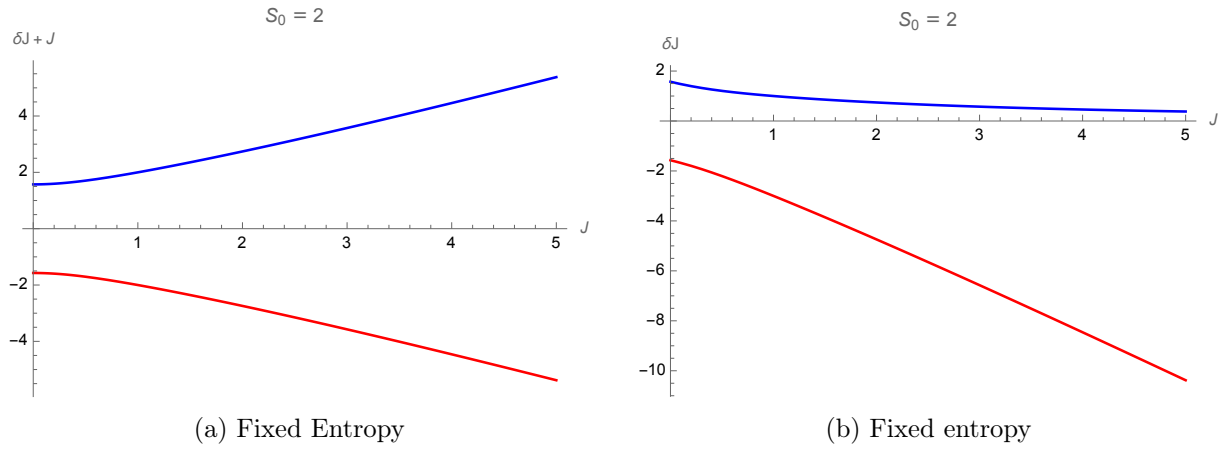 S₀ = 2
δJ + J
4
2
1 2 3 4 5 J
−2
−4
(a) Fixed Entropy
S₀ = 2
δJ
2
1 2 3 4 5 J
−2
−4
−6
−8
−10
(b) Fixed entropy